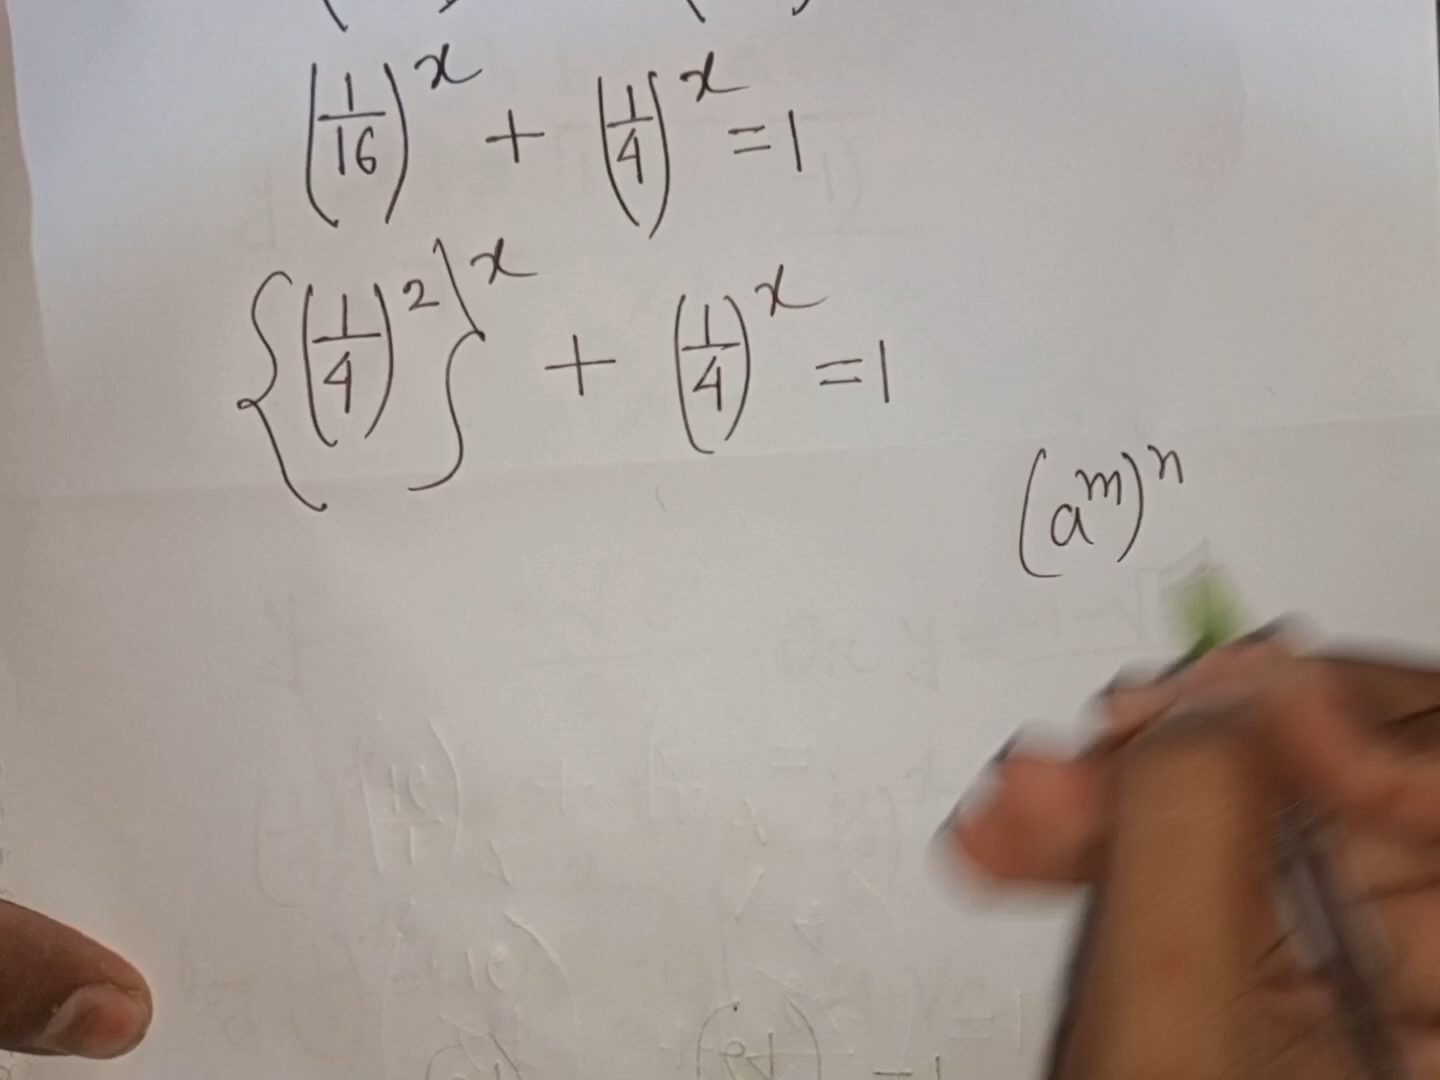 (1/16)^x + (1/4)^x = 1
{(1/4)^2}^x + (1/4)^x = 1
(a^m)^n